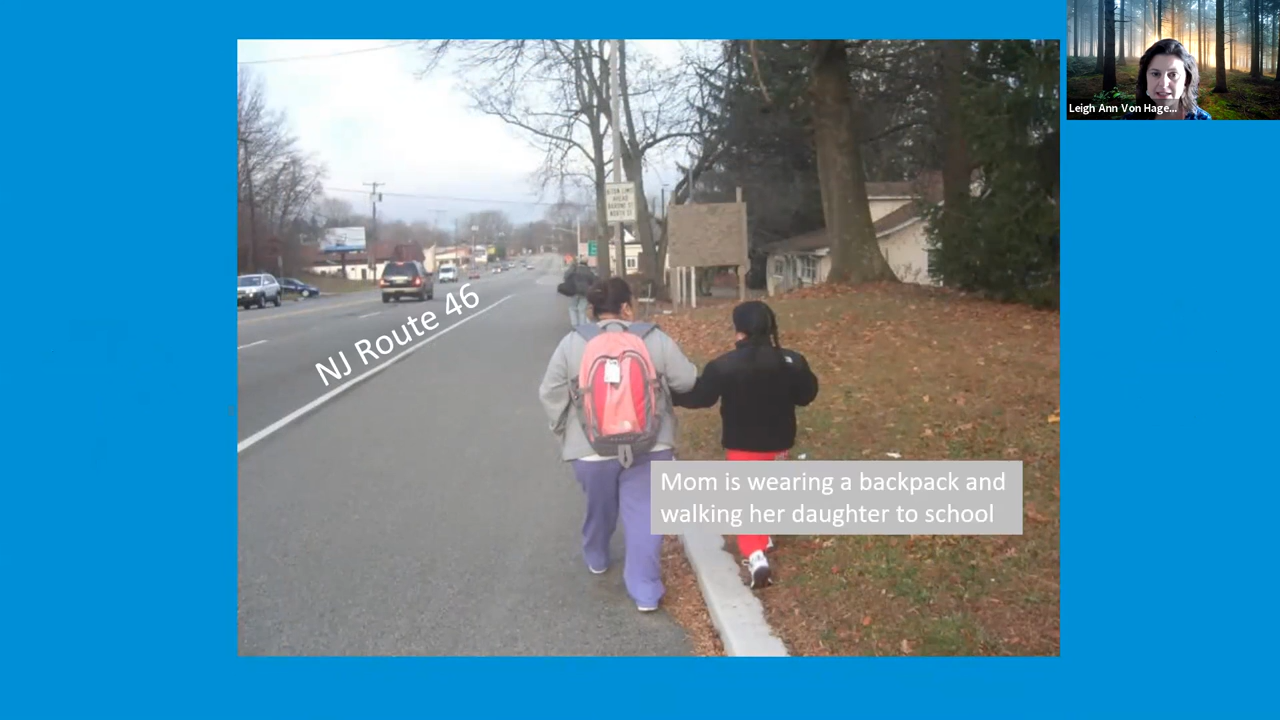 Leigh Ann Von Hage...
NJ Route 46
Mom is wearing a backpack and
walking her daughter to school